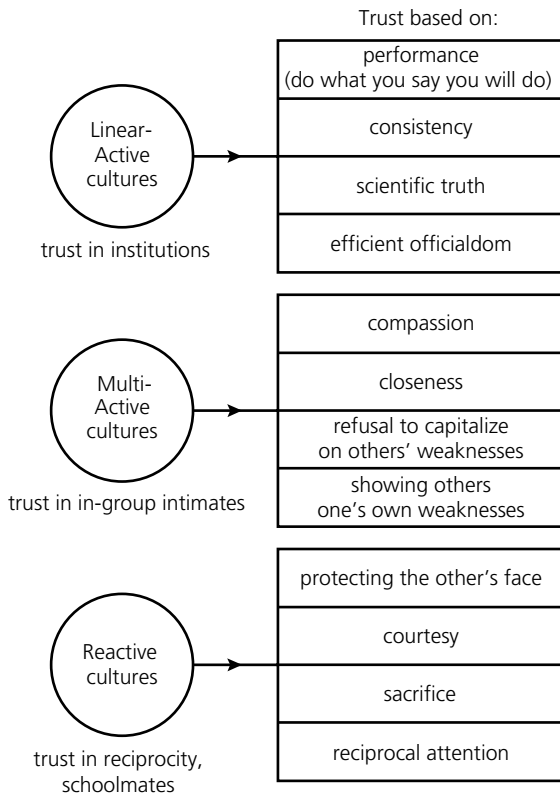 Trust based on:
performance
(do what you say you will do)
consistency
scientific truth
efficient officialdom
Linear-
Active
cultures
trust in institutions
compassion
closeness
refusal to capitalize
on others’ weaknesses
showing others
one’s own weaknesses
Multi-
Active
cultures
trust in in-group intimates
protecting the other’s face
courtesy
sacrifice
reciprocal attention
Reactive
cultures
trust in reciprocity,
schoolmates